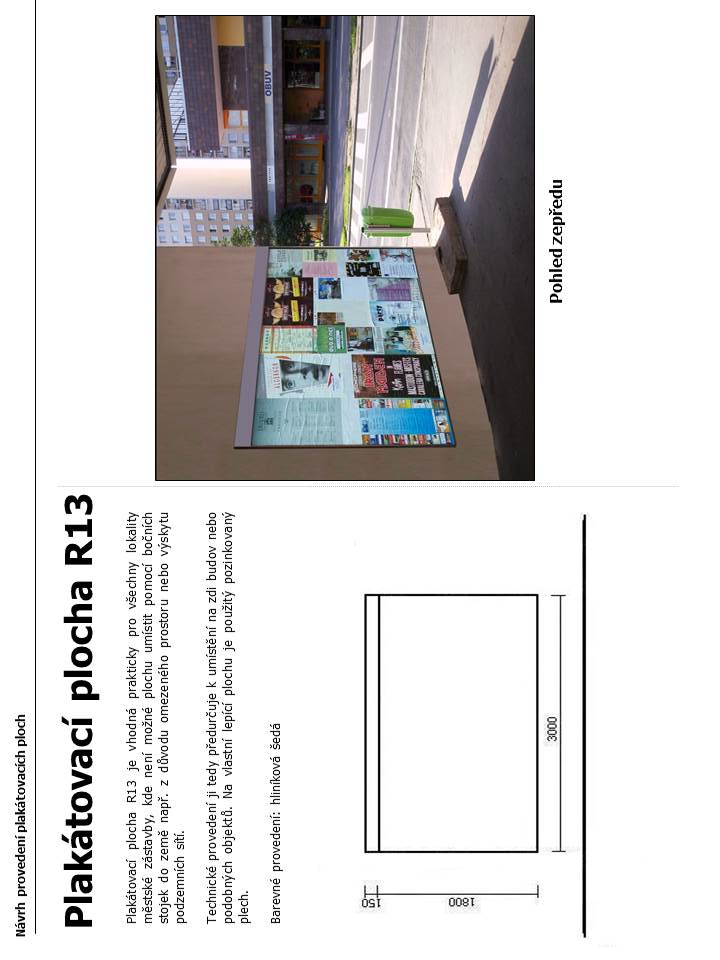 Návrh provedení plakátovacích ploch
Plakátovací plocha R13
Plakátovací plocha R13 je vhodná prakticky pro všechny lokality
městské zástavby, kde není možné plochu umístit pomocí bočních
stojek do země např. z důvodu omezeného prostoru nebo výskytu
podzemních sítí.
Technické provedení ji tedy předurčuje k umístění na zdi budov nebo
podobných objektů. Na vlastní lepící plochu je použitý pozinkovaný
plech.
Barevné provedení: hliníková šedá
150
1800
3000
OBUV
Pohled zepředu